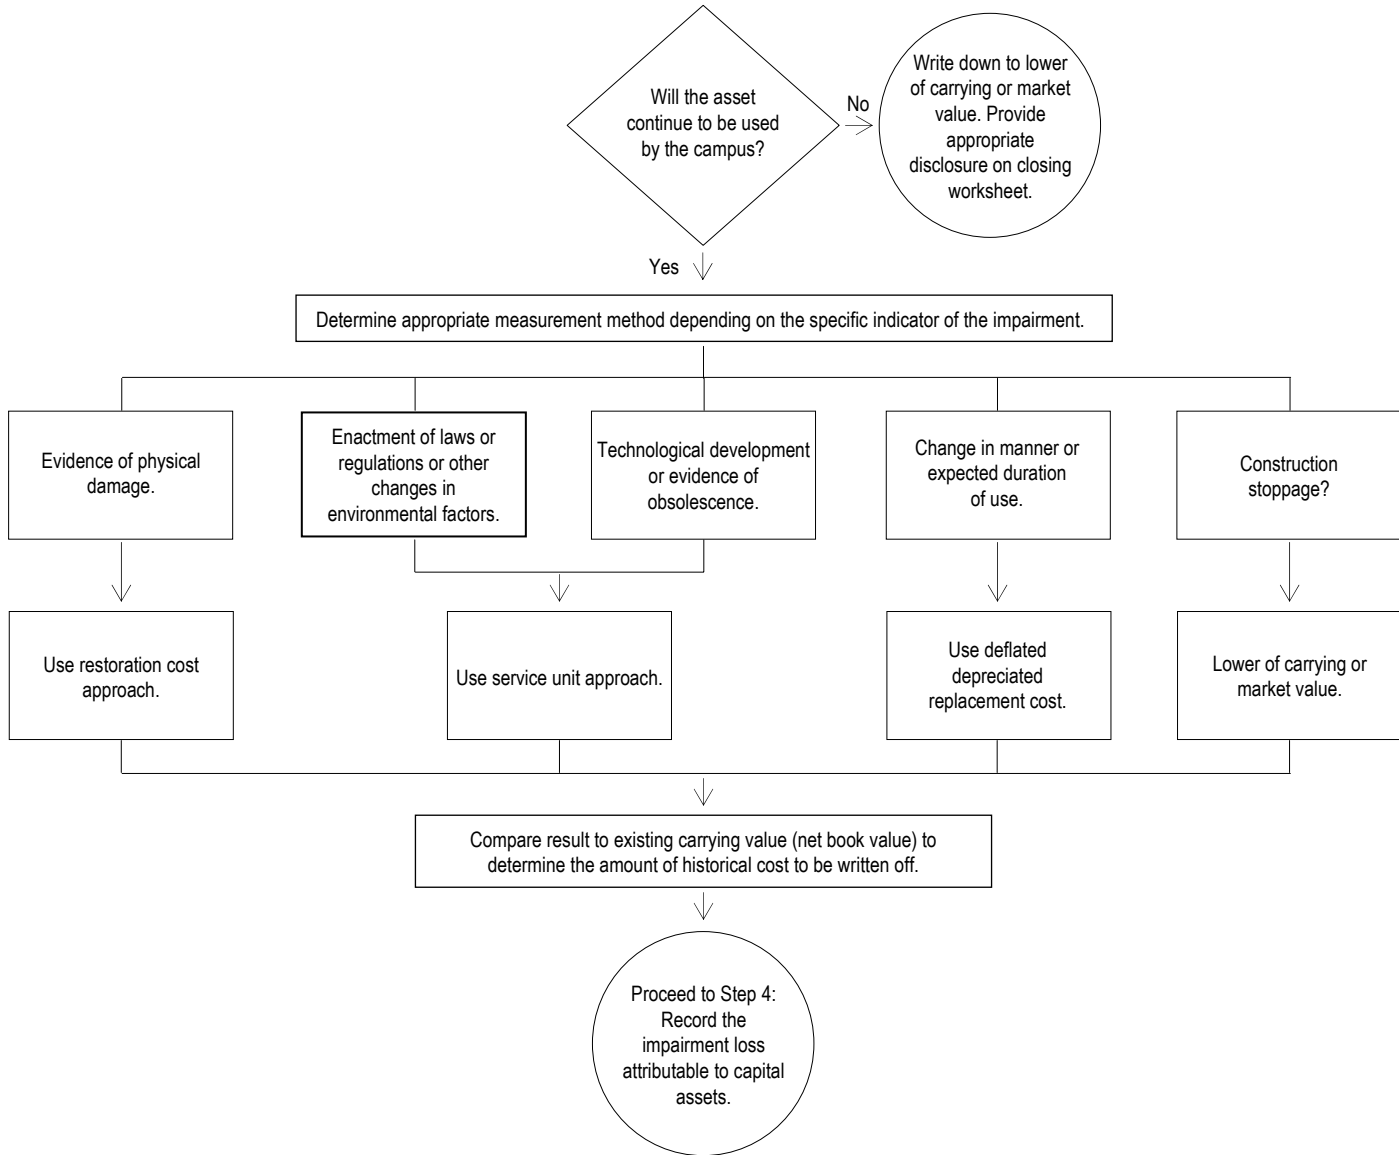 Will the asset
continue to be used
by the campus?
No
Write down to lower
of carrying or market
value. Provide
appropriate
disclosure on closing
worksheet.
Yes
Determine appropriate measurement method depending on the specific indicator of the impairment.
Evidence of physical
damage.
Enactment of laws or
regulations or other
changes in
environmental factors.
Technological development
or evidence of
obsolescence.
Change in manner or
expected duration
of use.
Construction
stoppage?
Use restoration cost
approach.
Use service unit approach.
Use deflated
depreciated
replacement cost.
Lower of carrying or
market value.
Compare result to existing carrying value (net book value) to
determine the amount of historical cost to be written off.
Proceed to Step 4:
Record the
impairment loss
attributable to capital
assets.